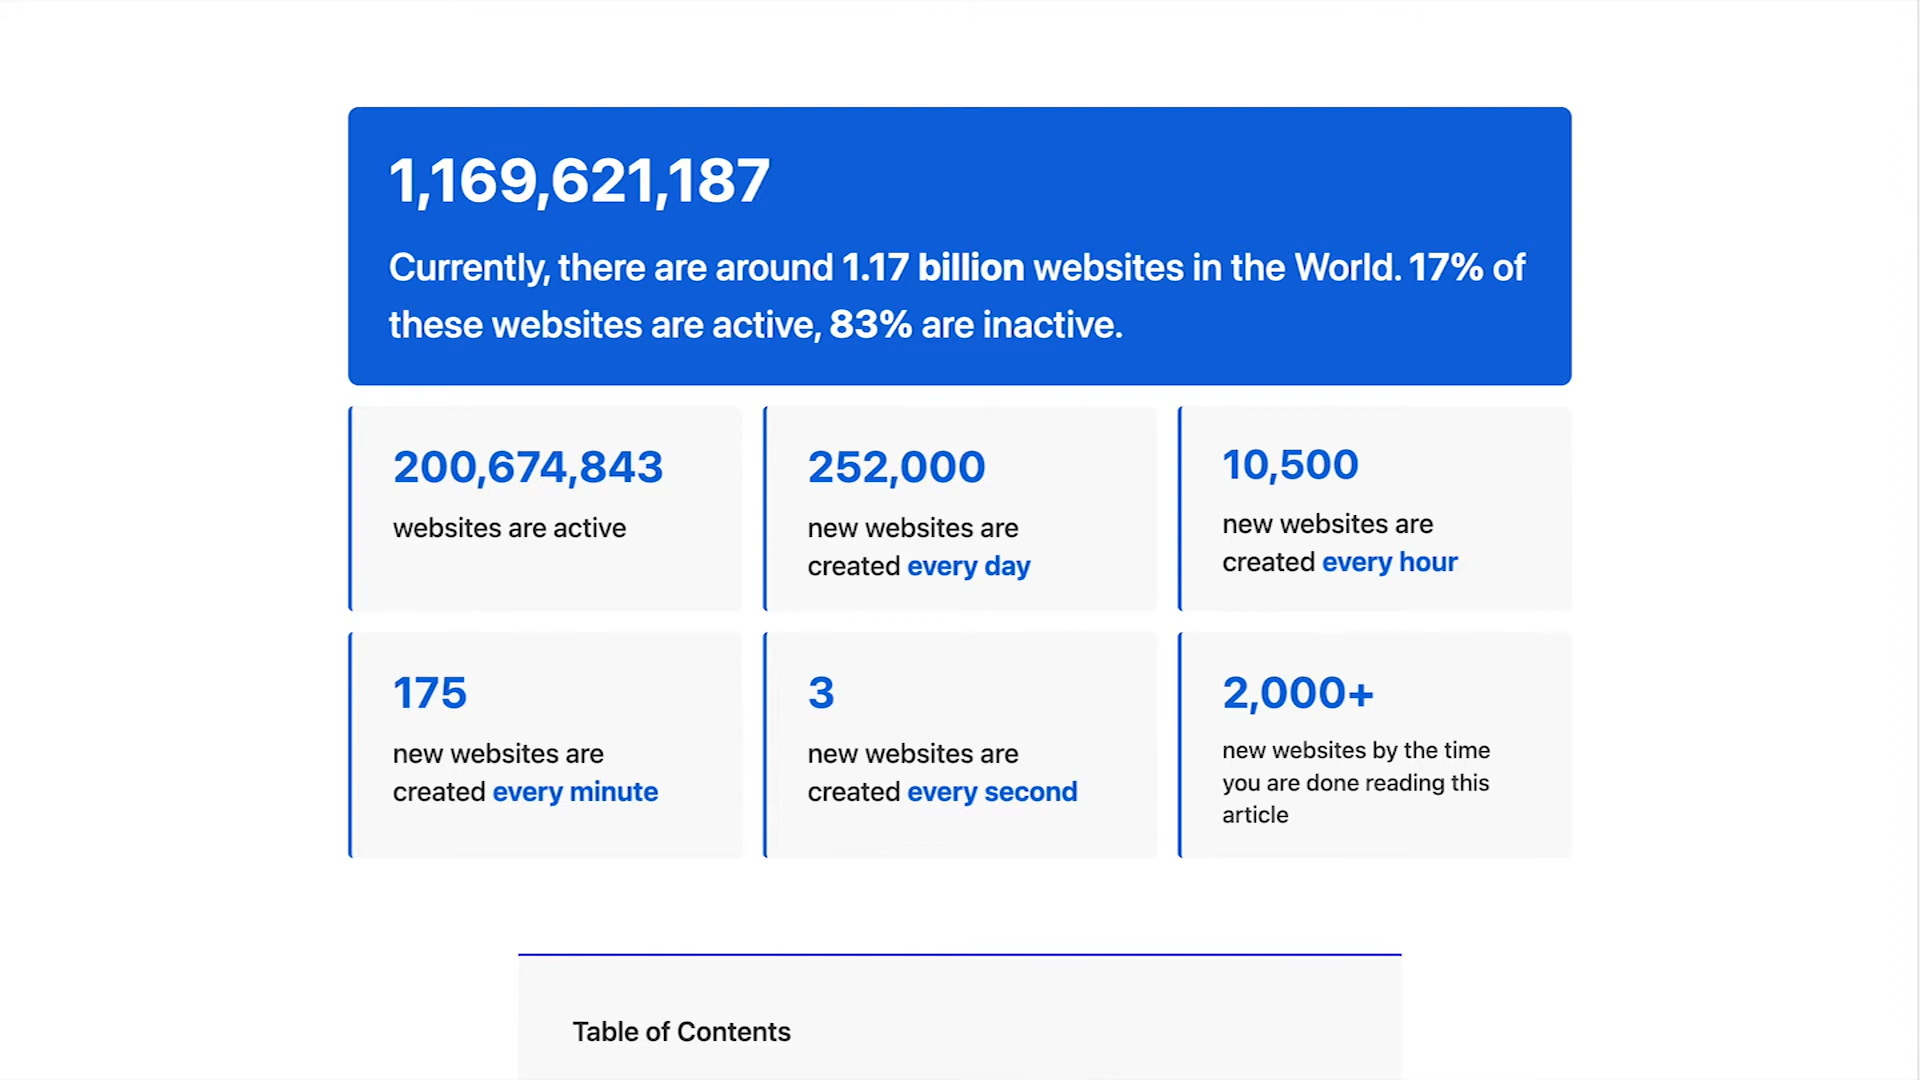 1,169,621,187
Currently, there are around 1.17 billion websites in the World. 17% of
these websites are active, 83% are inactive.
200,674,843
websites are active
252,000
new websites are
created every day
10,500
new websites are
created every hour
175
new websites are
created every minute
3
new websites are
created every second
2,000+
new websites by the time
you are done reading this
article
Table of Contents